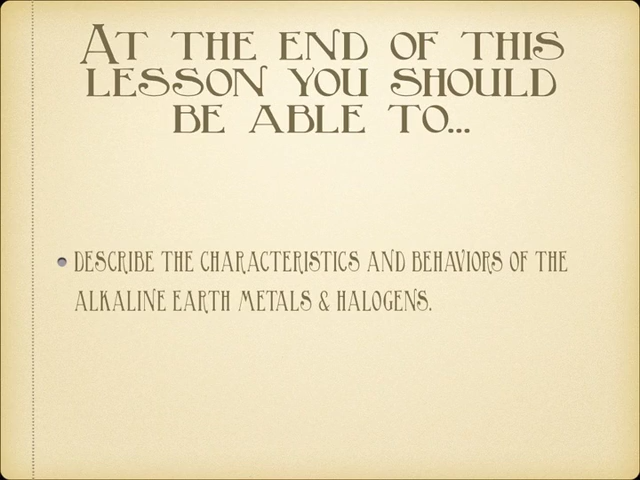 At the end of this
lesson you should
be able to...
• describe the characteristics and behaviors of the
alkaline earth metals & halogens.